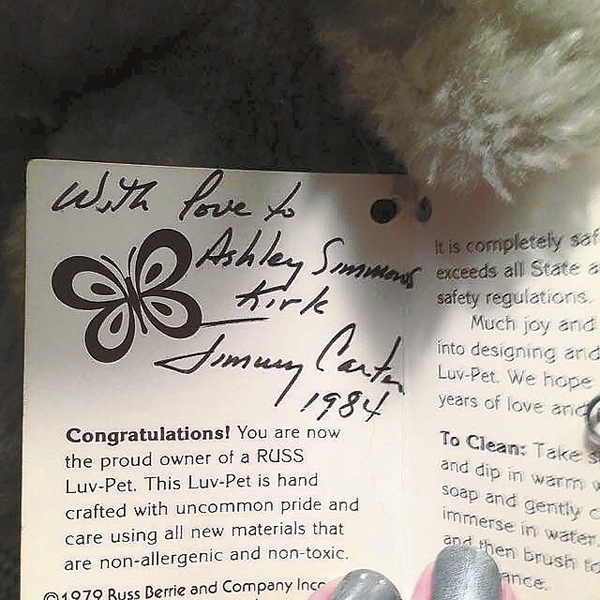 With love to
Ashley Simmons
Kirk
Jimmy Carter
1984
Congratulations! You are now
the proud owner of a RUSS
Luv-Pet. This Luv-Pet is hand
crafted with uncommon pride and
care using all new materials that
are non-allergenic and non-toxic.
©1979 Russ Berrie and Company Inc
It is completely saf
exceeds all State a
safety regulations.
Much joy and
into designing and
Luv-Pet. We hope
years of love and
To Clean: Take s
and dip in warm w
soap and gently c
immerse in water.
and then brush to
ance.